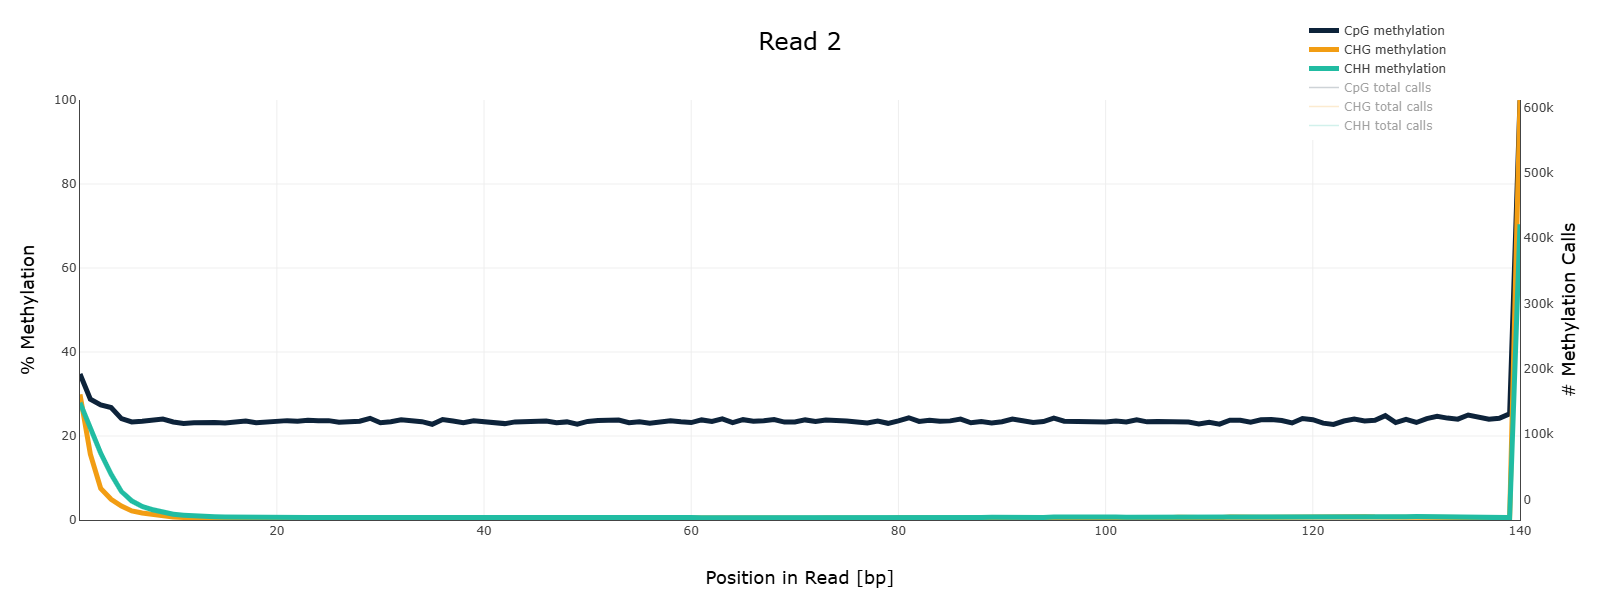 Read 2
CpG methylation
CHG methylation
CHH methylation
CpG total calls
CHG total calls
CHH total calls
% Methylation
100
80
60
40
20
0
# Methylation Calls
600k
500k
400k
300k
200k
100k
0
20
40
60
80
100
120
140
Position in Read [bp]